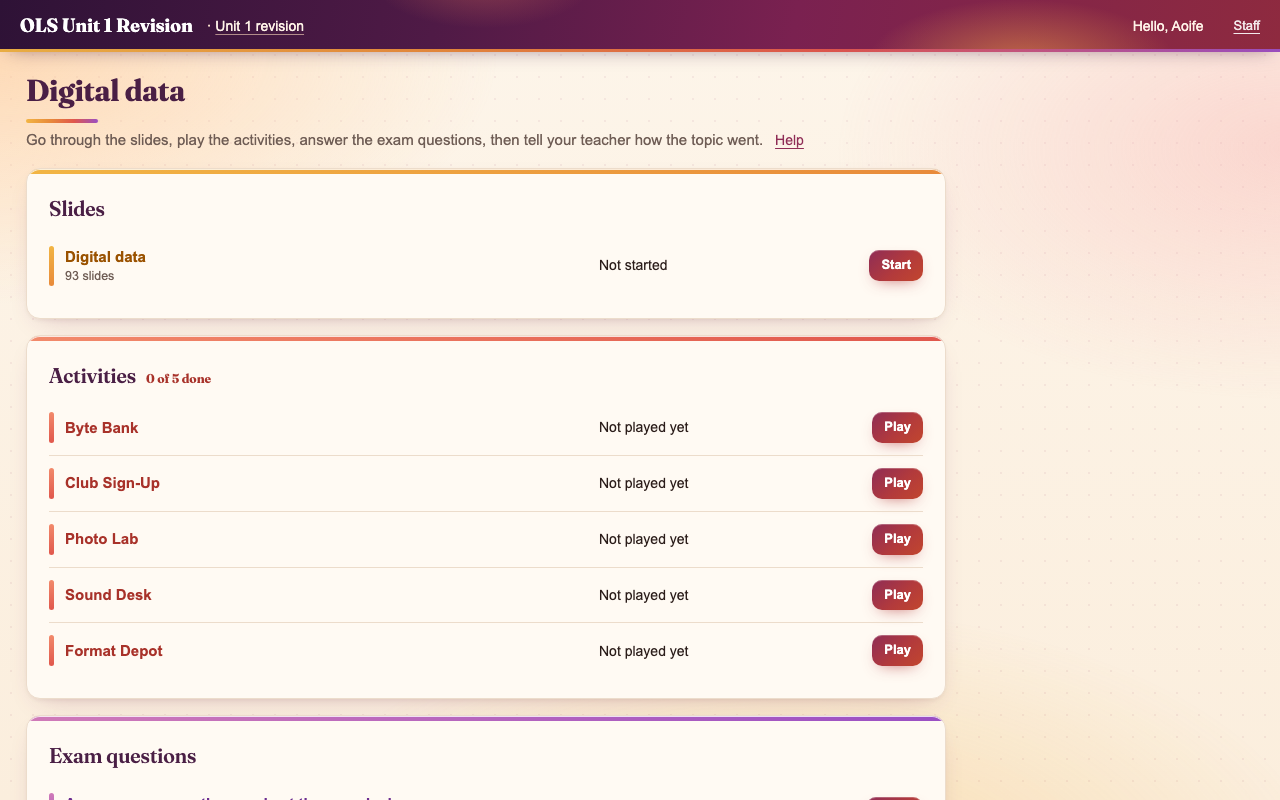 OLS Unit 1 Revision · Unit 1 revision Hello, Aoife Staff
Digital data
Go through the slides, play the activities, answer the exam questions, then tell your teacher how the topic went. Help
Slides
Digital data Not started Start
93 slides
Activities 0 of 5 done
Byte Bank Not played yet Play
Club Sign-Up Not played yet Play
Photo Lab Not played yet Play
Sound Desk Not played yet Play
Format Depot Not played yet Play
Exam questions